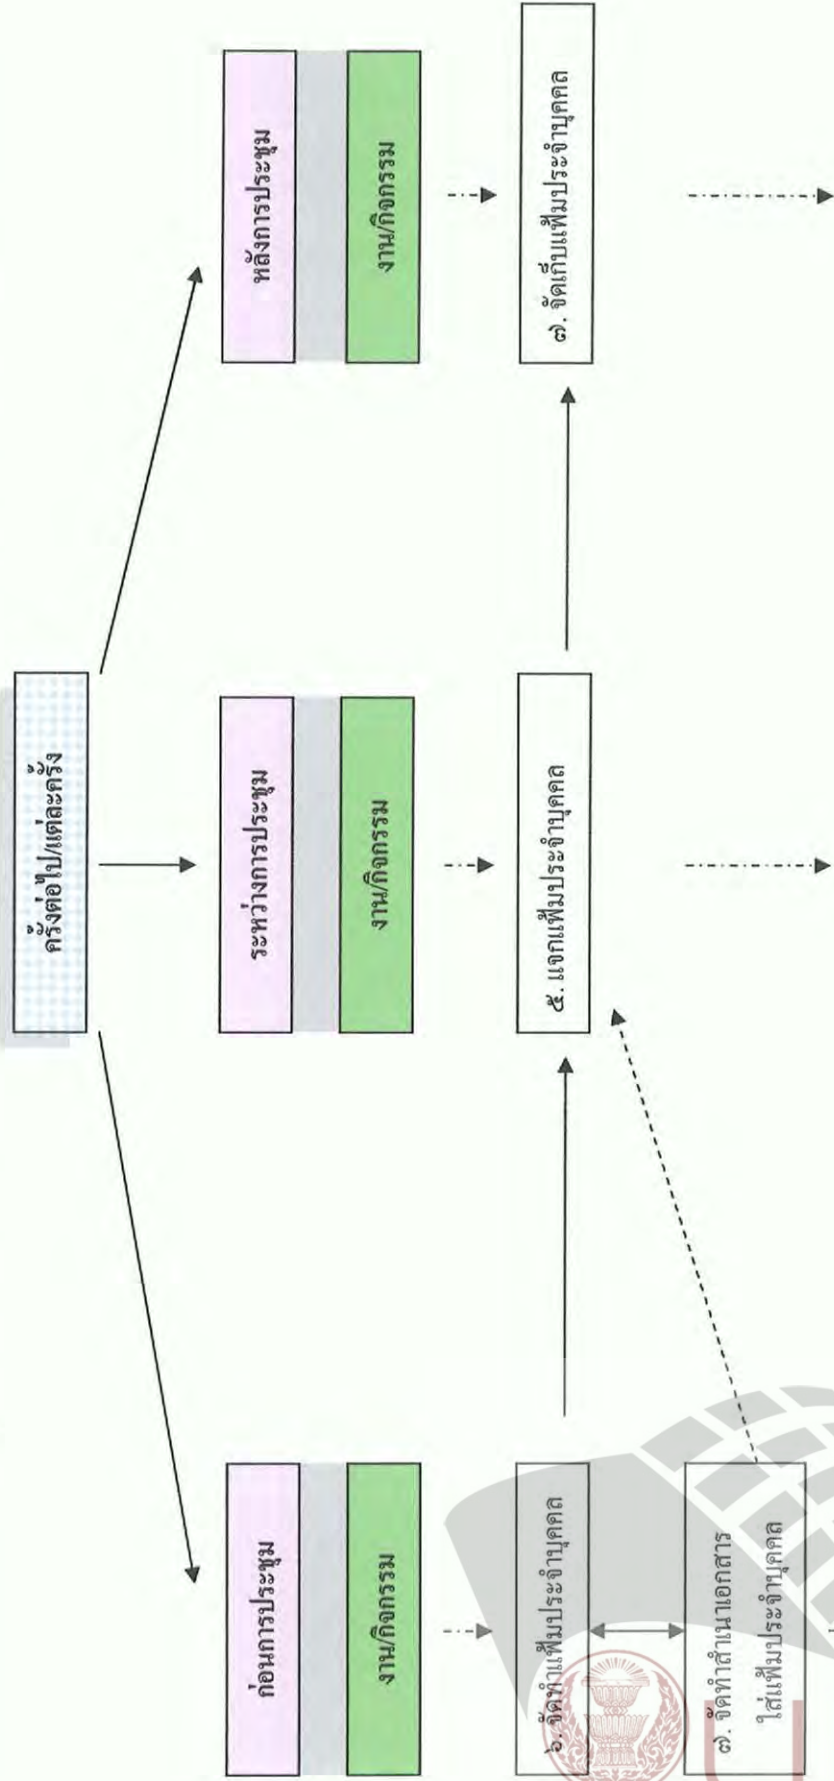 ครั้งต่อไป/แต่ละครั้ง
ก่อนการประชุม
ระหว่างการประชุม
หลังการประชุม
งาน/กิจกรรม
งาน/กิจกรรม
งาน/กิจกรรม
๖. จัดทำแฟ้มประจำบุคคล
๕. แจกแฟ้มประจำบุคคล
๗. จัดเก็บแฟ้มประจำบุคคล
๗. จัดทำสำเนาเอกสาร
ใส่แฟ้มประจำบุคคล